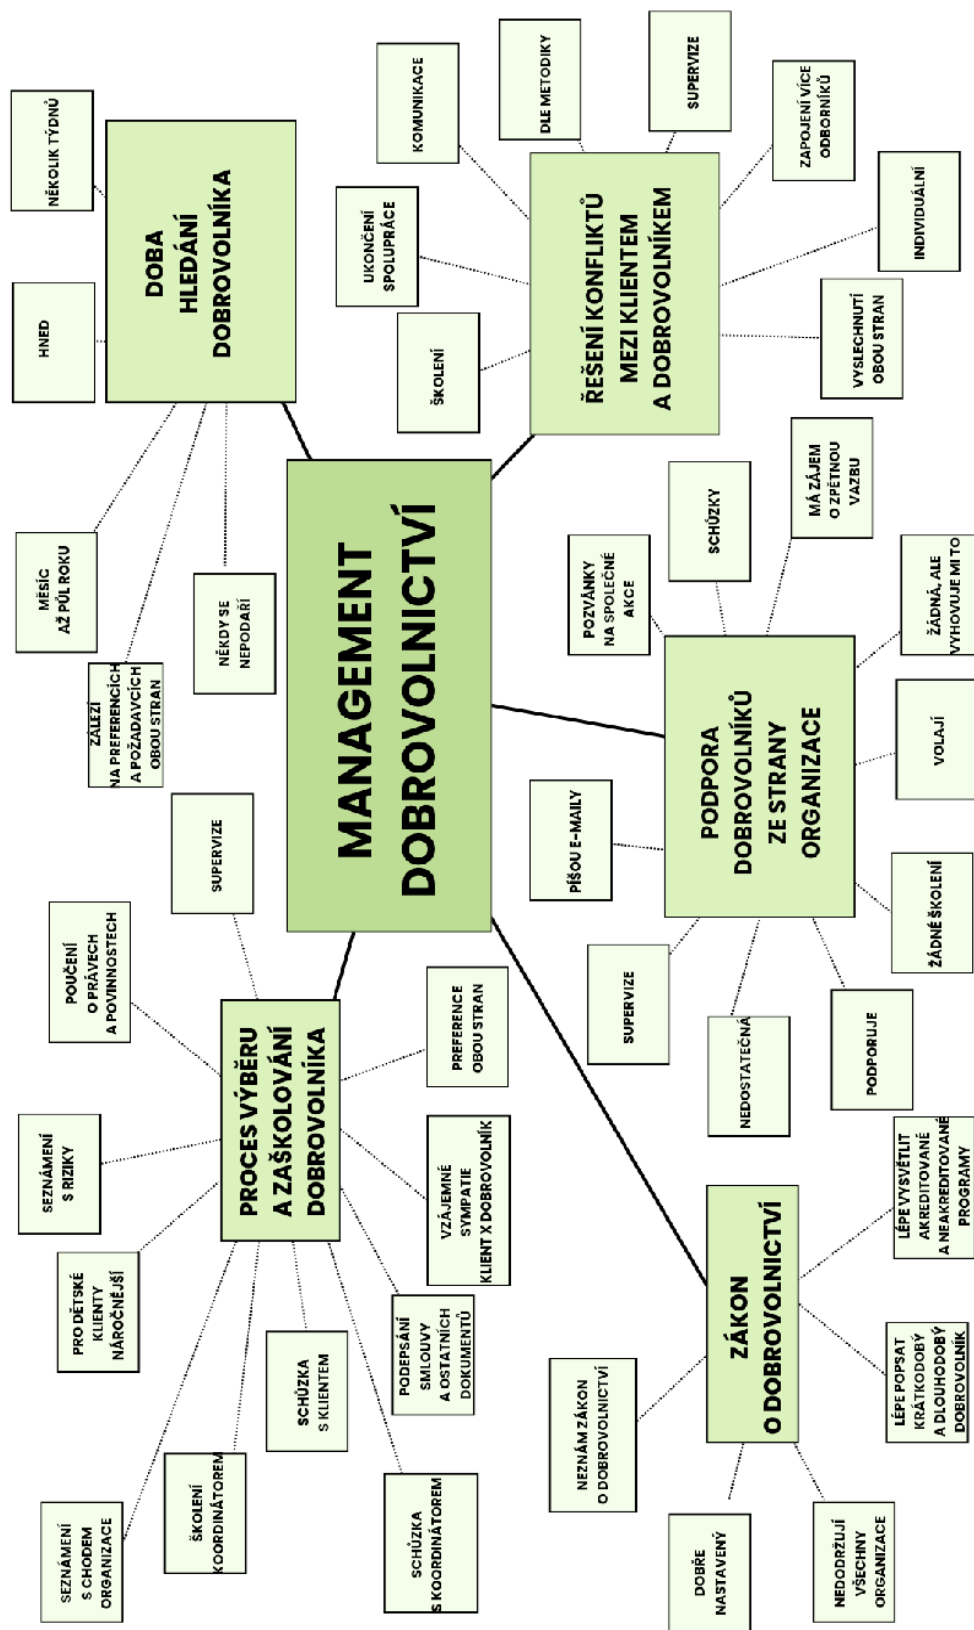 MANAGEMENT
DOBROVOLNICTVÍ
PROCES VÝBĚRU
A ZAŠKOLOVÁNÍ
DOBROVOLNÍKA
SEZNÁMENÍ
S CHODEM
ORGANIZACE
PRO DĚTSKÉ
KLIENTY
NÁROČNĚJŠÍ
SEZNÁMENÍ
S RIZIKY
POUČENÍ
O PRÁVECH
A POVINNOSTECH
SUPERVIZE
ŠKOLENÍ
KOORDINÁTOREM
SCHŮZKA
S KLIENTEM
SCHŮZKA
S KOORDINÁTOREM
PODEPSÁNÍ
SMLOUVY
A OSTATNÍCH
DOKUMENTŮ
VZÁJEMNÉ
SYMPATIE
KLIENT X DOBROVOLNÍK
PREFERENCE
OBOU STRAN
DOBA
HLEDÁNÍ
DOBROVOLNÍKA
ZÁLEŽÍ
NA PREFERENCÍCH
A POŽADAVCÍCH
OBOU STRAN
MĚSÍC
AŽ PŮL ROKU
NĚKDY SE
NEPODAŘÍ
HNED
NĚKOLIK TÝDNŮ
ŘEŠENÍ KONFLIKTŮ
MEZI KLIENTEM
A DOBROVOLNÍKEM
ŠKOLENÍ
UKONČENÍ
SPOLUPRÁCE
KOMUNIKACE
DLE METODIKY
SUPERVIZE
ZAPOJENÍ VÍCE
ODBORNÍKŮ
INDIVIDUÁLNÍ
VYSLECHNUTÍ
OBOU STRAN
PODPORA
DOBROVOLNÍKŮ
ZE STRANY
ORGANIZACE
SUPERVIZE
PÍŠOU E-MAILY
POZVÁNKY
NA SPOLEČNÉ
AKCE
SCHŮZKY
MÁ ZÁJEM
O ZPĚTNOU
VAZBU
ŽÁDNÁ, ALE
VYHOVUJE MI TO
VOLAJÍ
ŽÁDNÉ ŠKOLENÍ
PODPORUJE
NEDOSTATEČNÁ
ZÁKON
O DOBROVOLNICTVÍ
NEZNÁM ZÁKON
O DOBROVOLNICTVÍ
DOBŘE
NASTAVENÝ
NEDODRŽUJÍ
VŠECHNY
ORGANIZACE
LÉPE POPSAT
KRÁTKODOBÝ
A DLOUHODOBÝ
DOBROVOLNÍK
LÉPE VYSVĚTLIT
AKREDITOVANÉ
A NEAKREDITOVANÉ
PROGRAMY